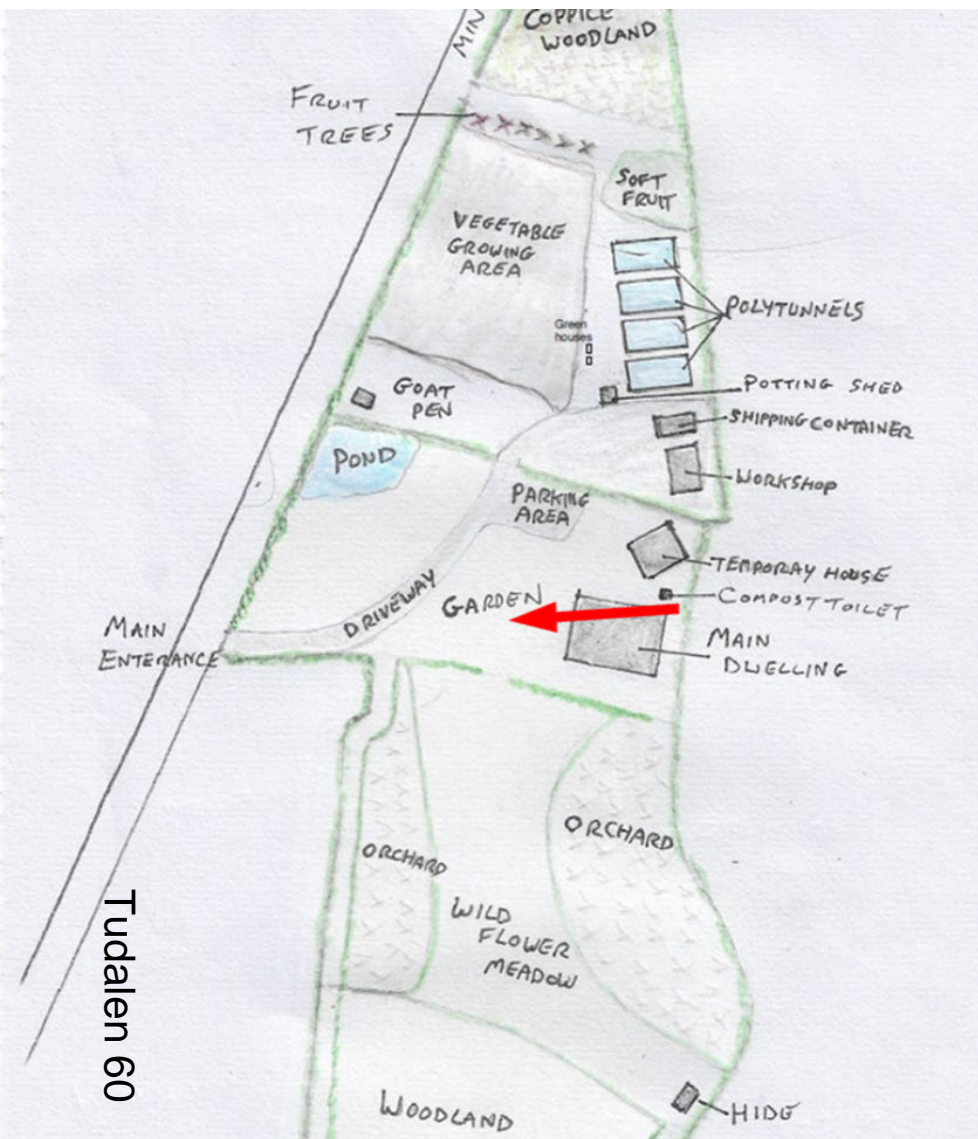 COPPICE
WOODLAND
MIN
FRUIT
TREES
SOFT
FRUIT
VEGETABLE
GROWING
AREA
POLYTUNNELS
Green
houses
GOAT
PEN
POTTING SHED
SHIPPING CONTAINER
POND
WORKSHOP
PARKING
AREA
TEMPORAY HOUSE
COMPOST TOILET
GARDEN
DRIVEWAY
MAIN
ENTERANCE
MAIN
DWELLING
ORCHARD
ORCHARD
WILD
FLOWER
MEADOW
Tudalen 60
WOODLAND
HIDE